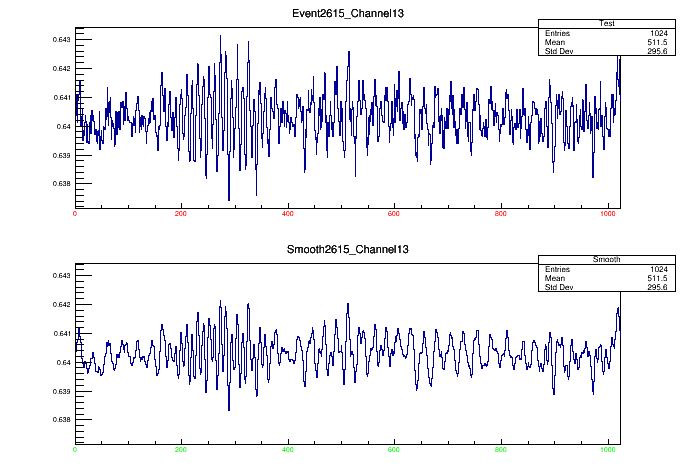 Event2615_Channel13
Test
Entries 1024
Mean 511.5
Std Dev 295.6
0.643
0.642
0.641
0.64
0.639
0.638
0 200 400 600 800 1000
Smooth2615_Channel13
Smooth
Entries 1024
Mean 511.5
Std Dev 295.6
0.643
0.642
0.641
0.64
0.639
0.638
0 200 400 600 800 1000